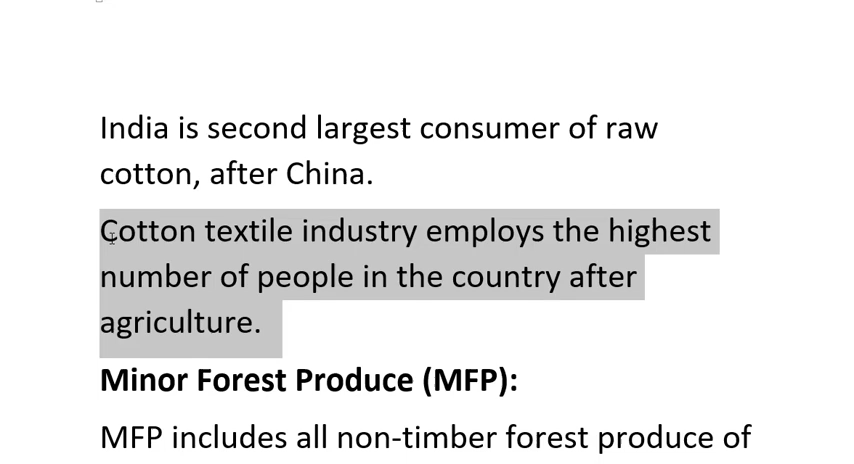 India is second largest consumer of raw
cotton, after China.
Cotton textile industry employs the highest
number of people in the country after
agriculture.
Minor Forest Produce (MFP):
MFP includes all non-timber forest produce of